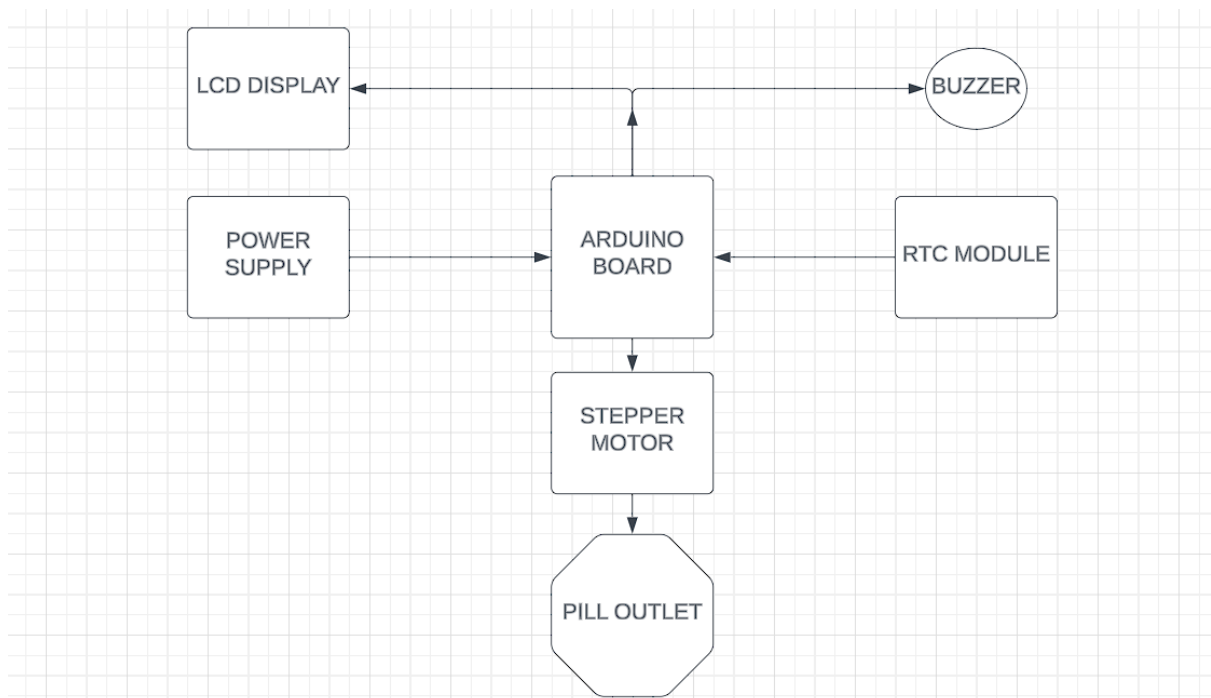 LCD DISPLAY
BUZZER
POWER
SUPPLY
ARDUINO
BOARD
RTC MODULE
STEPPER
MOTOR
PILL OUTLET